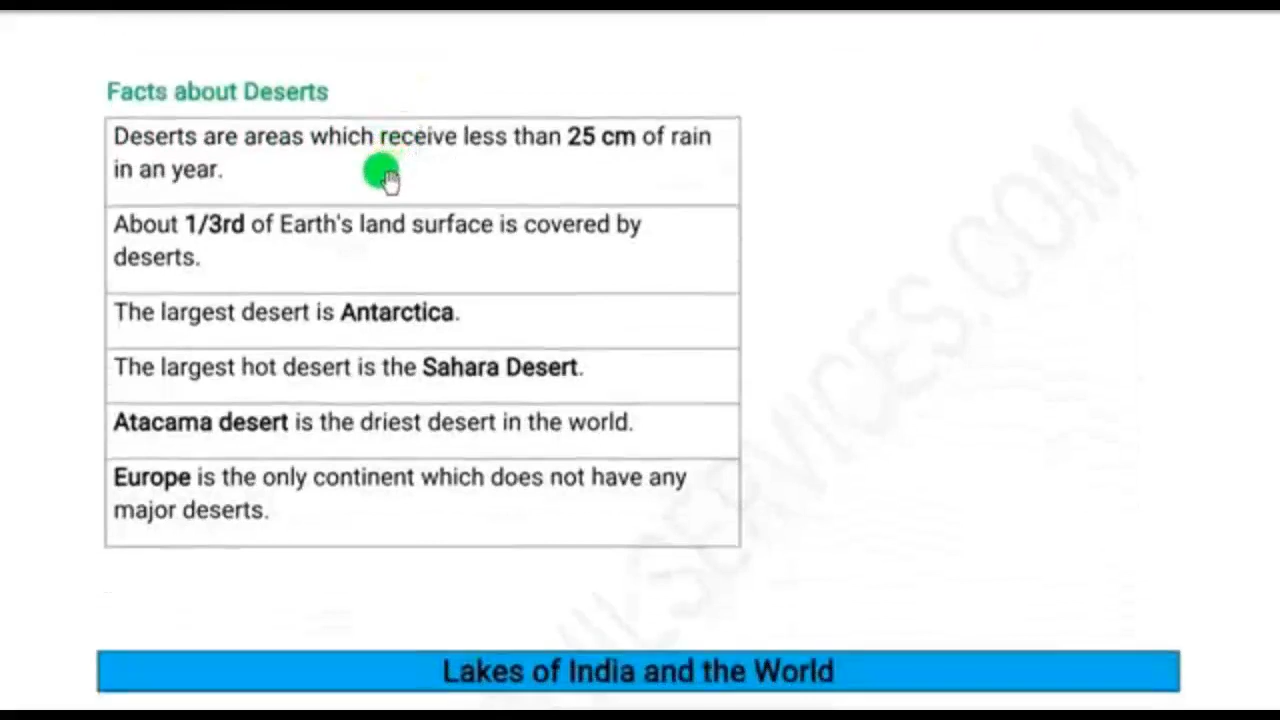 Facts about Deserts
Deserts are areas which receive less than 25 cm of rain
in an year.
About 1/3rd of Earth's land surface is covered by
deserts.
The largest desert is Antarctica.
The largest hot desert is the Sahara Desert.
Atacama desert is the driest desert in the world.
Europe is the only continent which does not have any
major deserts.
Lakes of India and the World